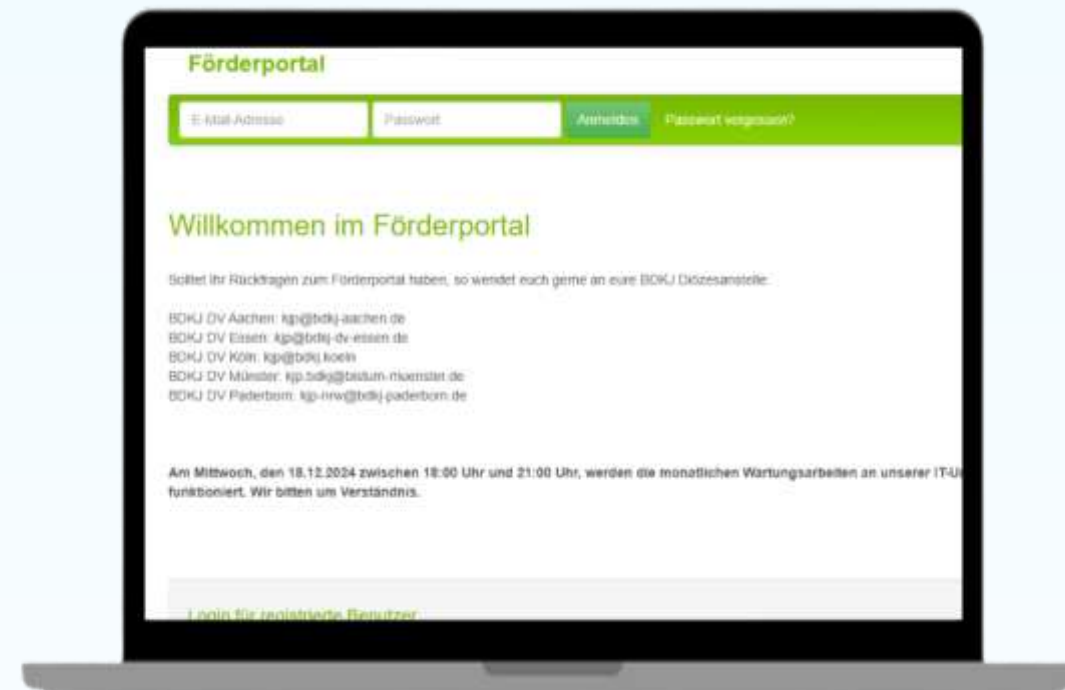 Förderportal
E-Mail-Adresse Passwort Anmelden Passwort vergessen?
Willkommen im Förderportal
Solltet Ihr Rückfragen zum Förderportal haben, so wendet euch gerne an eure BDKJ Diözesanstelle:
BDKJ DV Aachen: kjp@bdkj-aachen.de
BDKJ DV Essen: kjp@bdkj-dv-essen.de
BDKJ DV Köln: kjp@bdkj.koeln
BDKJ DV Münster: kjp.bdkj@bistum-muenster.de
BDKJ DV Paderborn: kjp-nrw@bdkj-paderborn.de
Am Mittwoch, den 18.12.2024 zwischen 18:00 Uhr und 21:00 Uhr, werden die monatlichen Wartungsarbeiten an unserer
funktioniert. Wir bitten um Verständnis.
Login für registrierte Benutzer